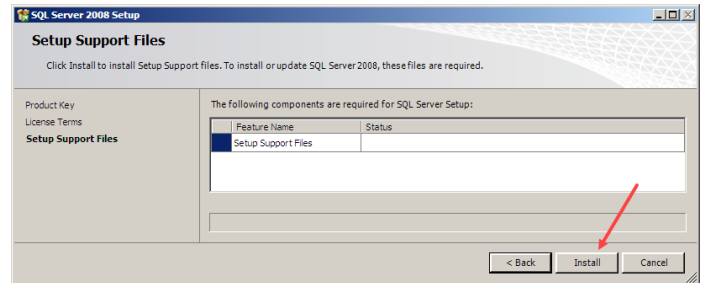 SQL Server 2008 Setup
Setup Support Files
Click Install to install Setup Support files. To install or update SQL Server 2008, these files are required.
Product Key
License Terms
Setup Support Files
The following components are required for SQL Server Setup:
Feature Name Status
Setup Support Files
< Back Install Cancel